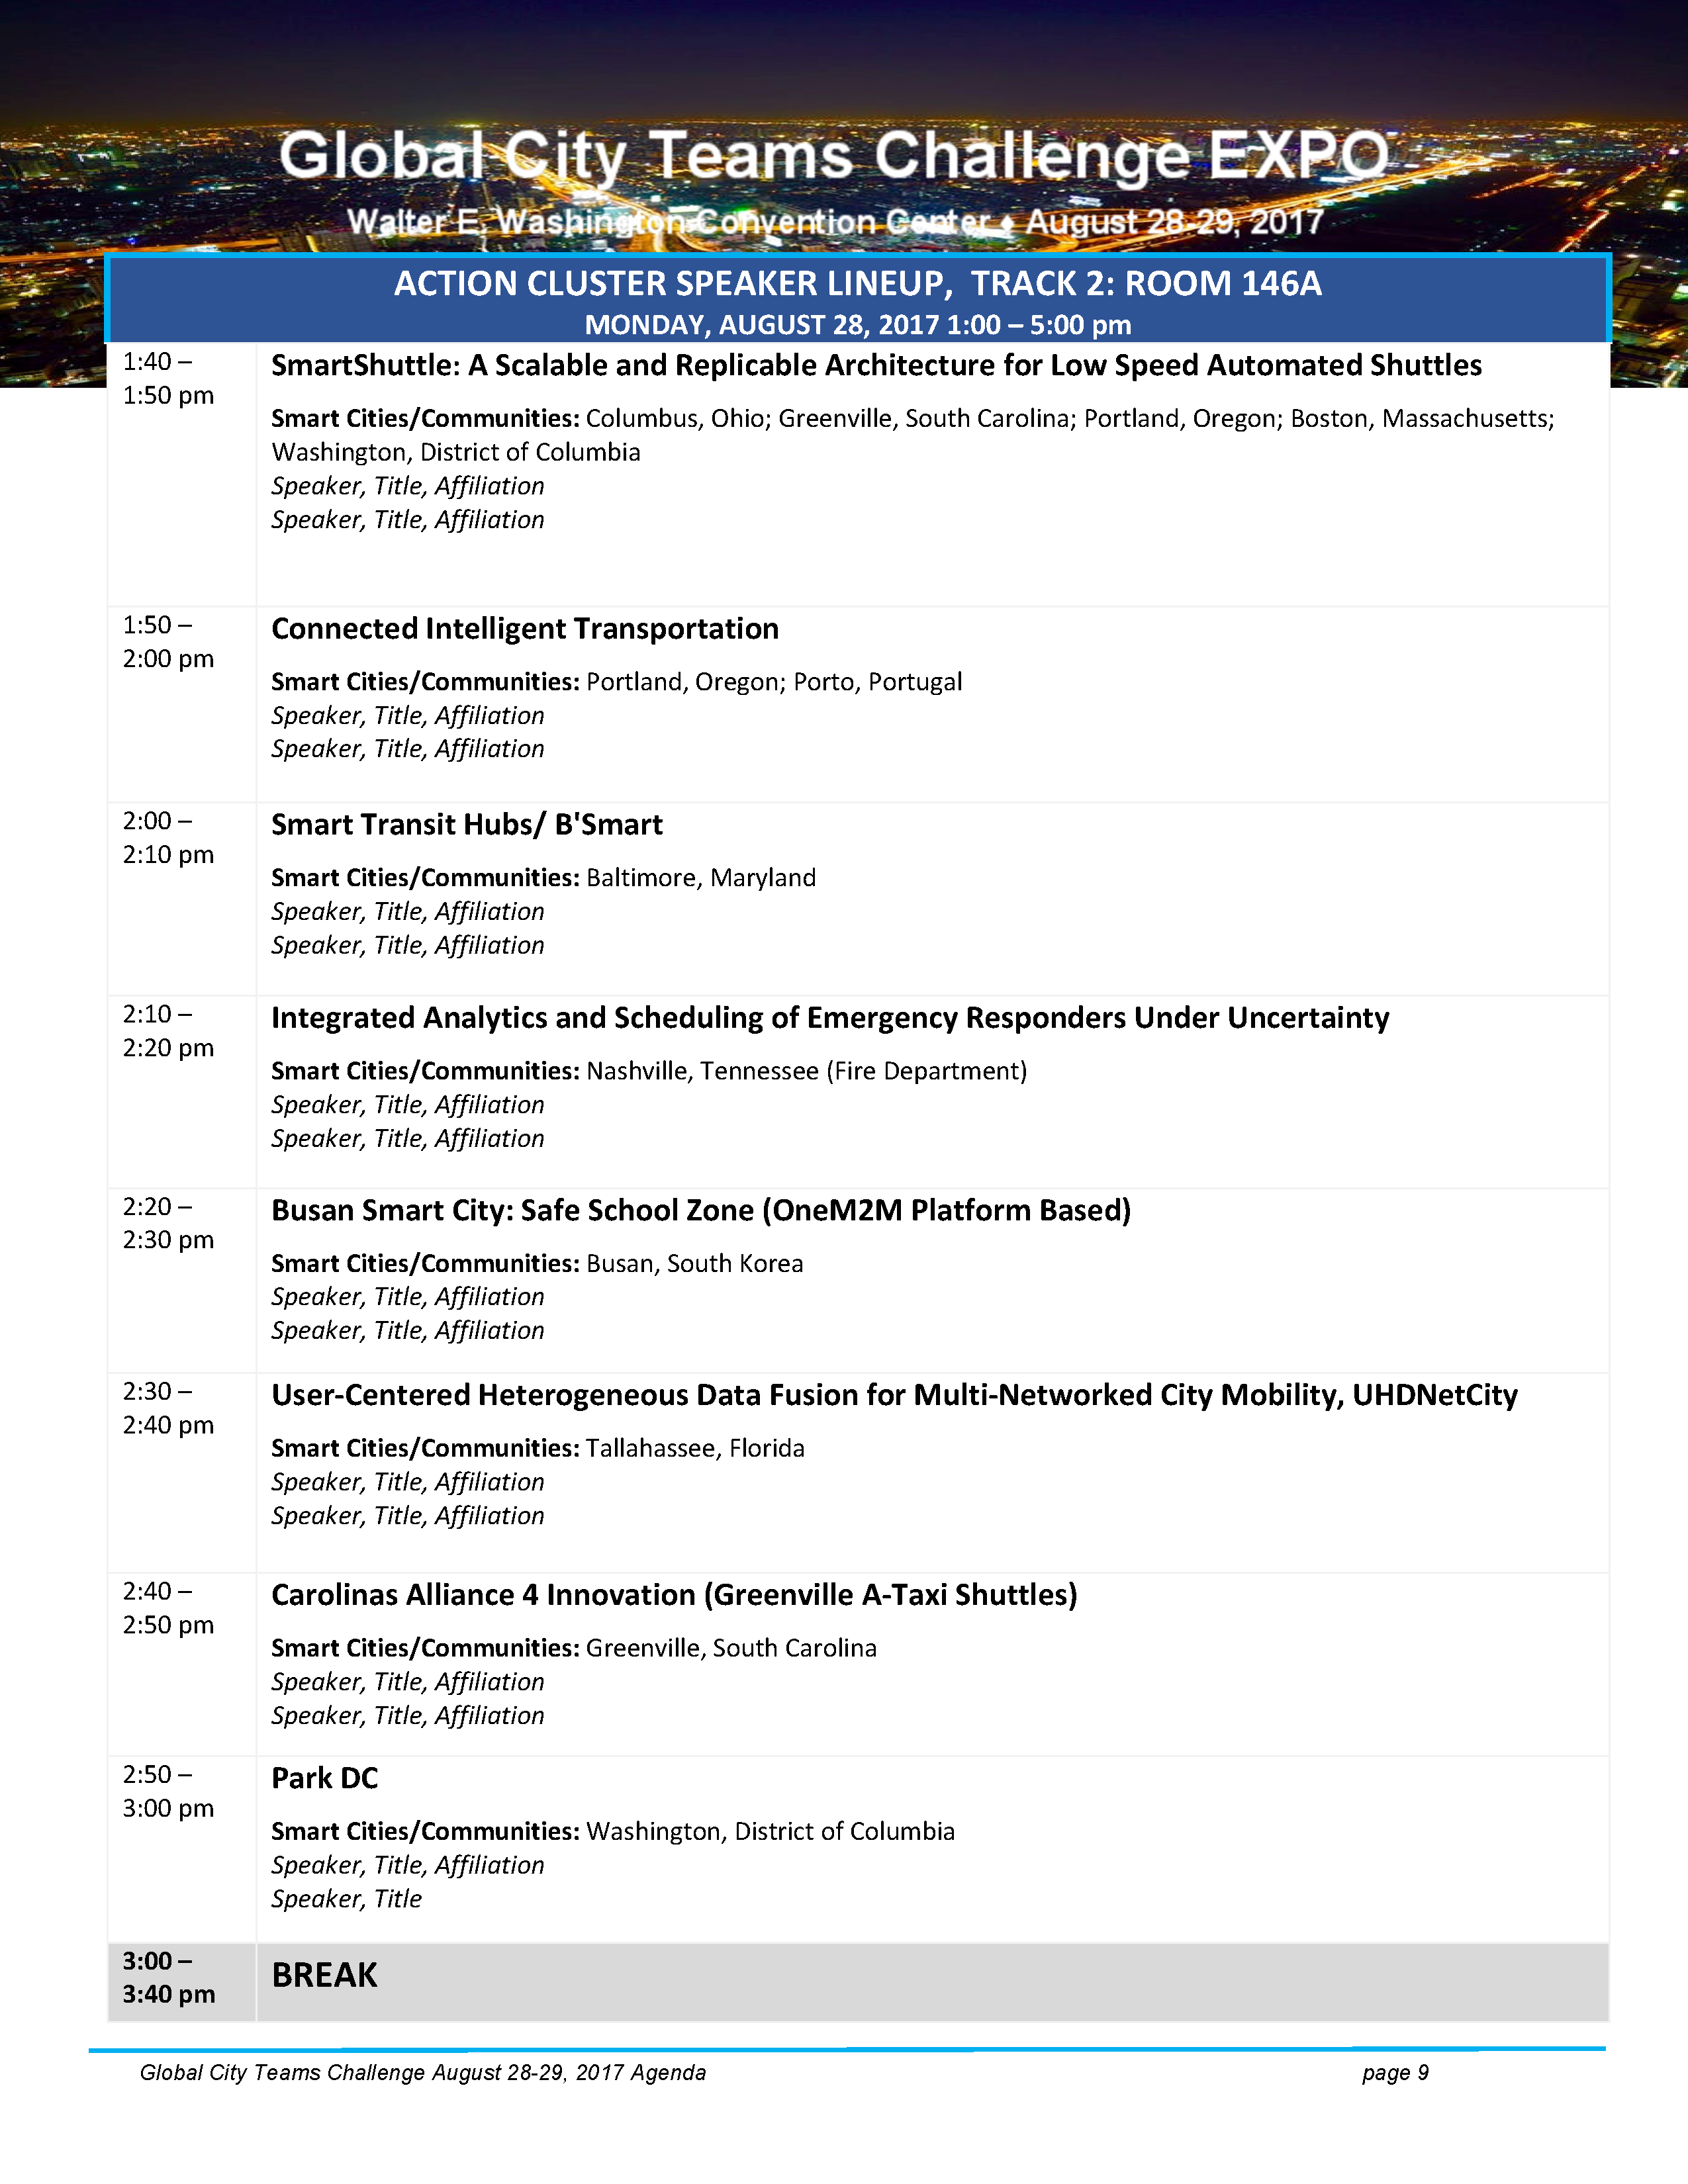 Global City Teams Challenge EXPO
Walter E. Washington Convention Center ♦ August 28-29, 2017
ACTION CLUSTER SPEAKER LINEUP, TRACK 2: ROOM 146A
MONDAY, AUGUST 28, 2017 1:00 – 5:00 pm
1:40 –
1:50 pm
SmartShuttle: A Scalable and Replicable Architecture for Low Speed Automated Shuttles
Smart Cities/Communities: Columbus, Ohio; Greenville, South Carolina; Portland, Oregon; Boston, Massachusetts;
Washington, District of Columbia
Speaker, Title, Affiliation
Speaker, Title, Affiliation
1:50 –
2:00 pm
Connected Intelligent Transportation
Smart Cities/Communities: Portland, Oregon; Porto, Portugal
Speaker, Title, Affiliation
Speaker, Title, Affiliation
2:00 –
2:10 pm
Smart Transit Hubs/ B'Smart
Smart Cities/Communities: Baltimore, Maryland
Speaker, Title, Affiliation
Speaker, Title, Affiliation
2:10 –
2:20 pm
Integrated Analytics and Scheduling of Emergency Responders Under Uncertainty
Smart Cities/Communities: Nashville, Tennessee (Fire Department)
Speaker, Title, Affiliation
Speaker, Title, Affiliation
2:20 –
2:30 pm
Busan Smart City: Safe School Zone (OneM2M Platform Based)
Smart Cities/Communities: Busan, South Korea
Speaker, Title, Affiliation
Speaker, Title, Affiliation
2:30 –
2:40 pm
User-Centered Heterogeneous Data Fusion for Multi-Networked City Mobility, UHDNetCity
Smart Cities/Communities: Tallahassee, Florida
Speaker, Title, Affiliation
Speaker, Title, Affiliation
2:40 –
2:50 pm
Carolinas Alliance 4 Innovation (Greenville A-Taxi Shuttles)
Smart Cities/Communities: Greenville, South Carolina
Speaker, Title, Affiliation
Speaker, Title, Affiliation
2:50 –
3:00 pm
Park DC
Smart Cities/Communities: Washington, District of Columbia
Speaker, Title, Affiliation
Speaker, Title
3:00 –
3:40 pm
BREAK
Global City Teams Challenge August 28-29, 2017 Agenda page 9